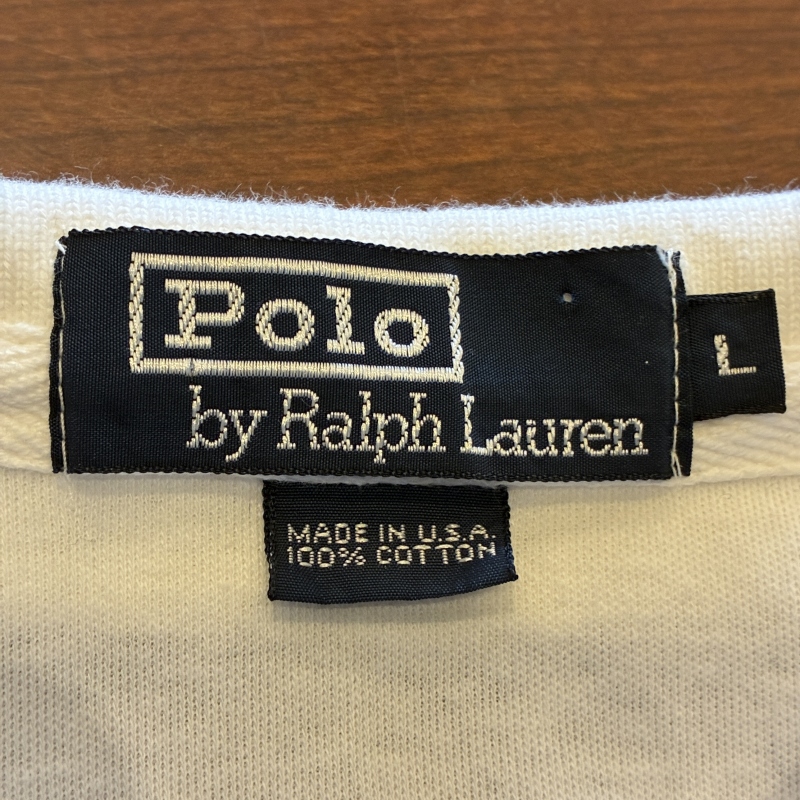 Polo
by Ralph Lauren
L
MADE IN U.S.A.
100% COTTON